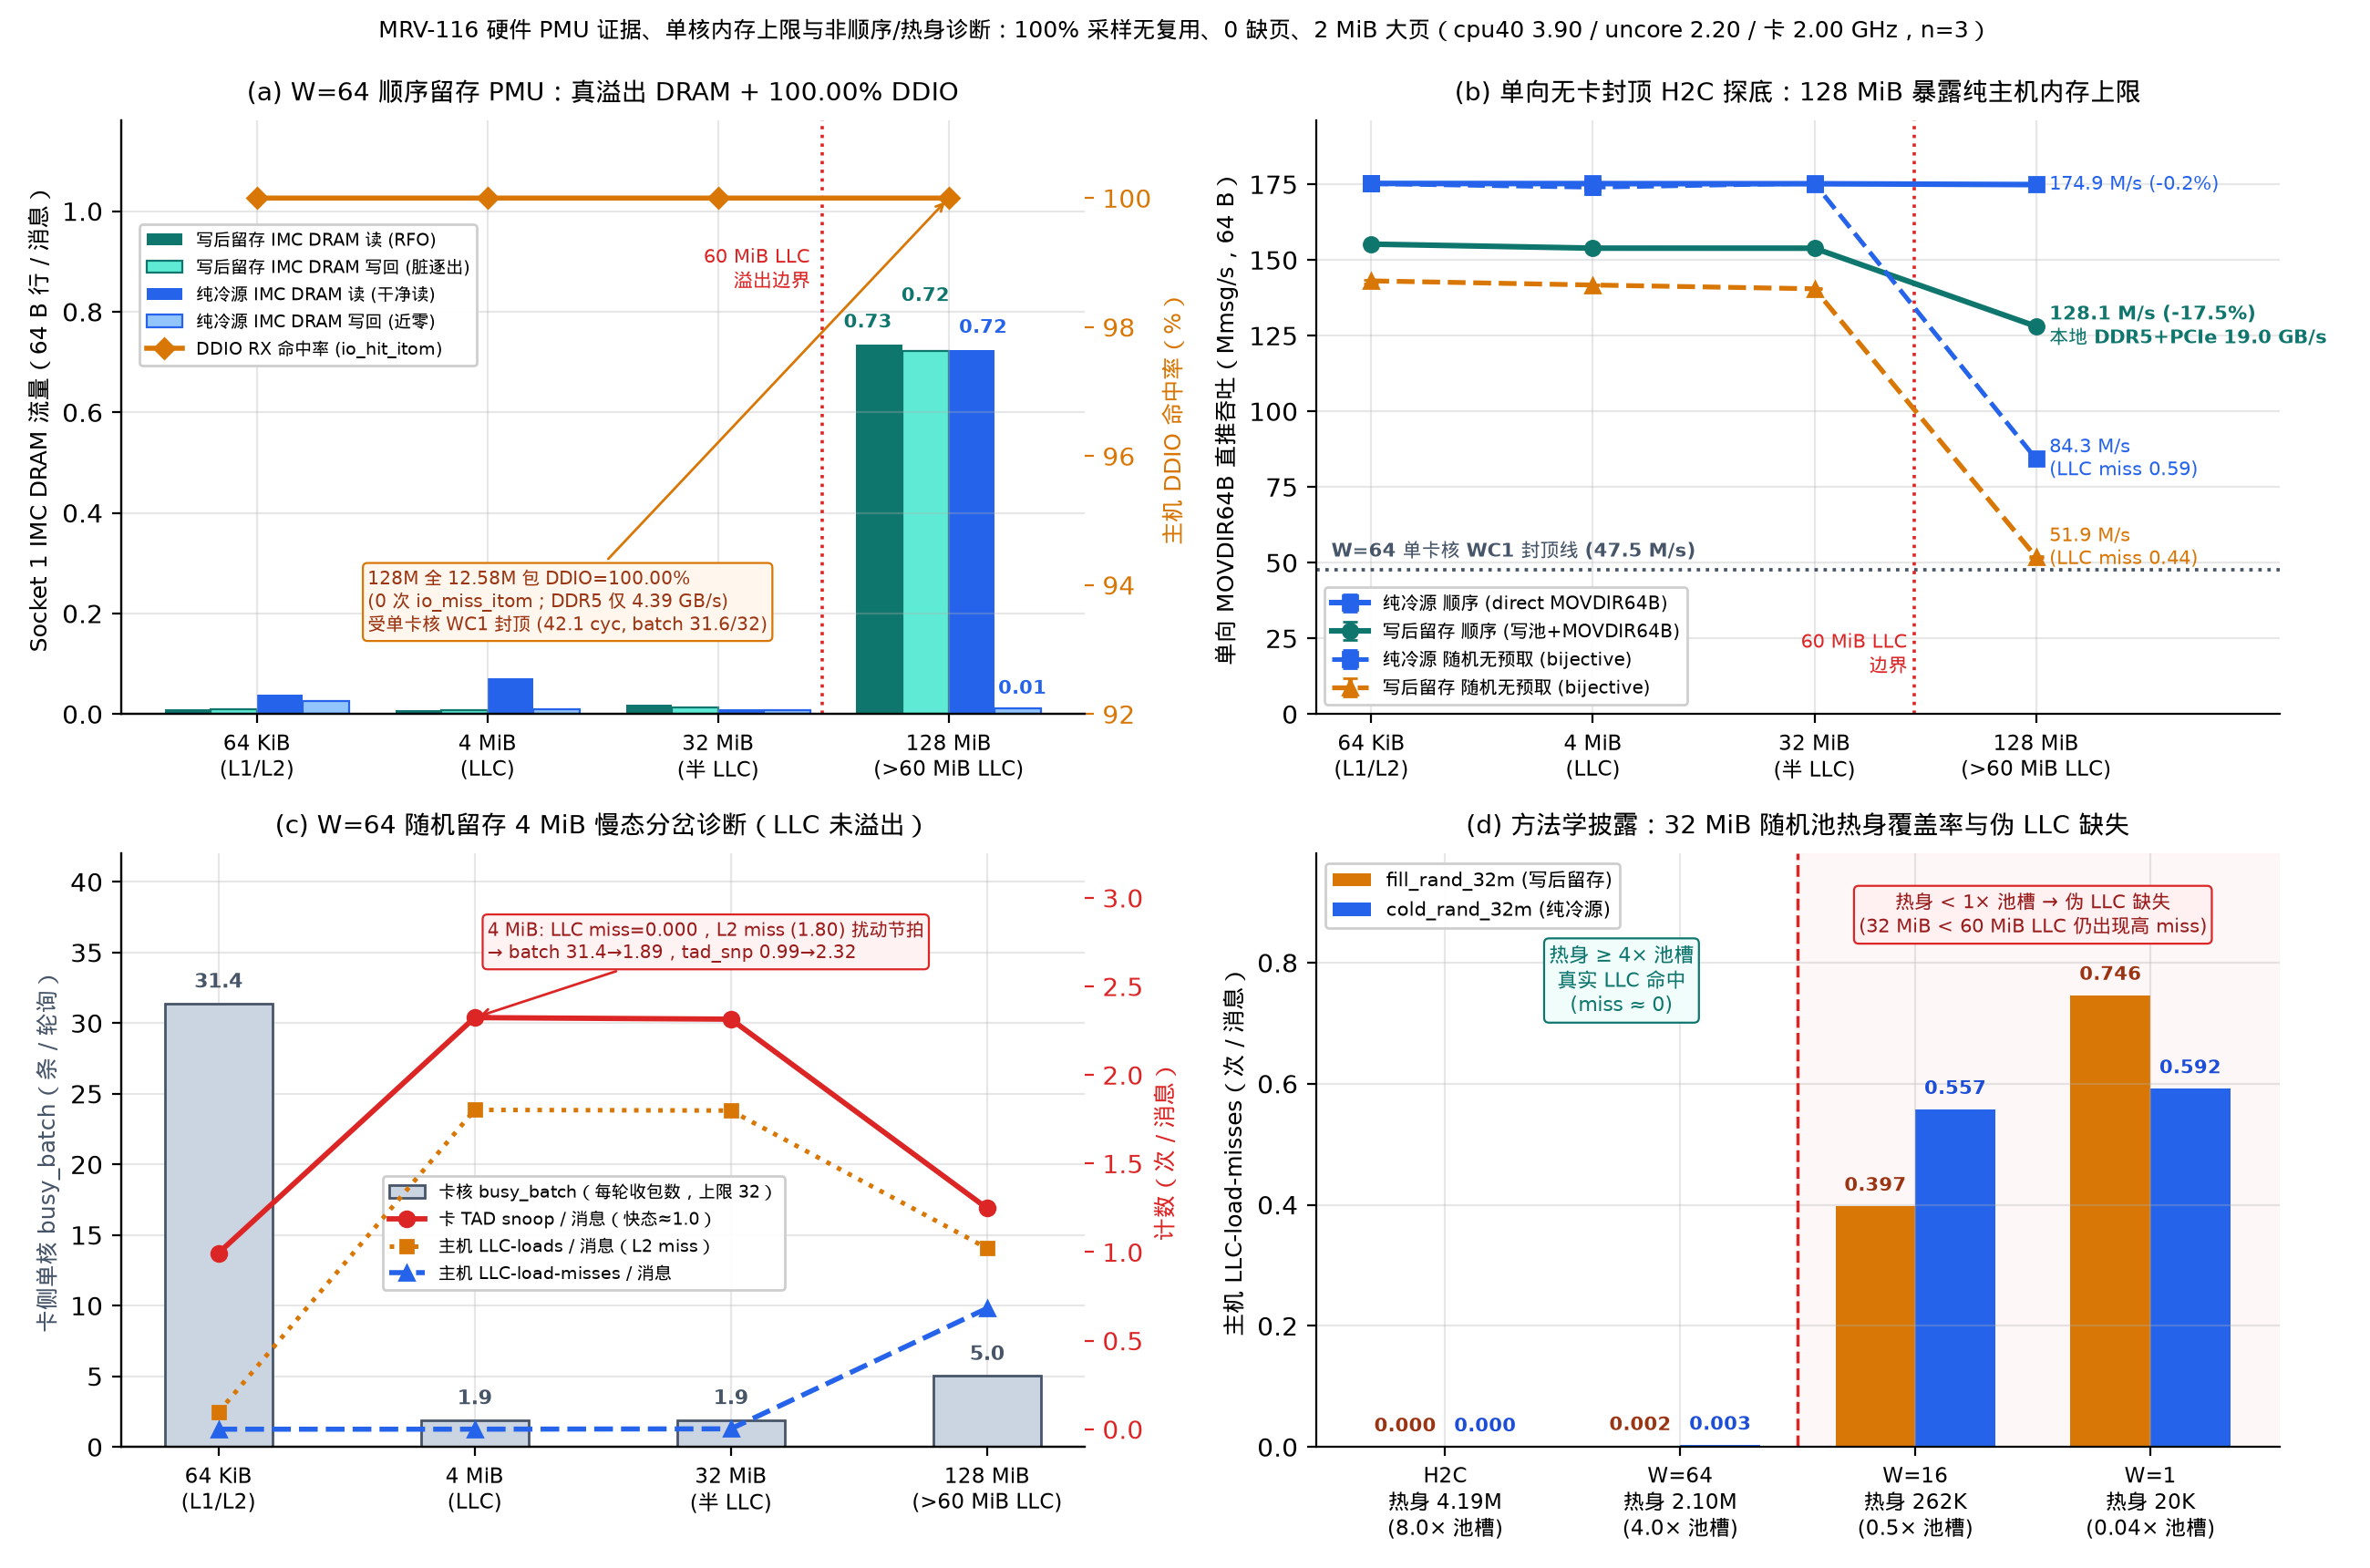 MRV-116 硬件 PMU 证据、单核内存上限与非顺序/热身诊断：100% 采样无复用、0 缺页、2 MiB 大页（cpu40 3.90 / uncore 2.20 / 卡 2.00 GHz，n=3）
(a) W=64 顺序留存 PMU：真溢出 DRAM + 100.00% DDIO
Socket 1 IMC DRAM 流量（64 B 行 / 消息）
1.0
0.8
0.6
0.4
0.2
0.0
写后留存 IMC DRAM 读 (RFO)
写后留存 IMC DRAM 写回 (脏逐出)
纯冷源 IMC DRAM 读 (干净读)
纯冷源 IMC DRAM 写回 (近零)
DDIO RX 命中率 (io_hit_itom)
60 MiB LLC
溢出边界
0.73
0.72
0.72
0.01
128M 全 12.58M 包 DDIO=100.00%
(0 次 io_miss_itom；DDR5 仅 4.39 GB/s)
受单卡核 WC1 封顶 (42.1 cyc, batch 31.6/32)
100
98
96
94
92
主机 DDIO 命中率（%）
64 KiB
(L1/L2)
4 MiB
(LLC)
32 MiB
(半 LLC)
128 MiB
(>60 MiB LLC)
(b) 单向无卡封顶 H2C 探底：128 MiB 暴露纯主机内存上限
单向 MOVDIR64B 直推吞吐（Mmsg/s，64 B）
175
150
125
100
75
50
25
0
174.9 M/s (-0.2%)
128.1 M/s (-17.5%)
本地 DDR5+PCIe 19.0 GB/s
84.3 M/s
(LLC miss 0.59)
51.9 M/s
(LLC miss 0.44)
W=64 单卡核 WC1 封顶线 (47.5 M/s)
纯冷源 顺序 (direct MOVDIR64B)
写后留存 顺序 (写池+MOVDIR64B)
纯冷源 随机无预取 (bijective)
写后留存 随机无预取 (bijective)
60 MiB LLC
边界
64 KiB
(L1/L2)
4 MiB
(LLC)
32 MiB
(半 LLC)
128 MiB
(>60 MiB LLC)
(c) W=64 随机留存 4 MiB 慢态分岔诊断（LLC 未溢出）
卡侧单核 busy_batch（条 / 轮询）
40
35
30
25
20
15
10
5
0
4 MiB: LLC miss=0.000，L2 miss (1.80) 扰动节拍
→ batch 31.4→1.89，tad_snp 0.99→2.32
31.4
1.9
1.9
5.0
卡核 busy_batch（每轮收包数，上限 32）
卡 TAD snoop / 消息（快态≈1.0）
主机 LLC-loads / 消息（L2 miss）
主机 LLC-load-misses / 消息
3.0
2.5
2.0
1.5
1.0
0.5
0.0
计数（次 / 消息）
64 KiB
(L1/L2)
4 MiB
(LLC)
32 MiB
(半 LLC)
128 MiB
(>60 MiB LLC)
(d) 方法学披露：32 MiB 随机池热身覆盖率与伪 LLC 缺失
主机 LLC-load-misses（次 / 消息）
0.8
0.6
0.4
0.2
0.0
fill_rand_32m (写后留存)
cold_rand_32m (纯冷源)
热身 ≥ 4× 池槽
真实 LLC 命中
(miss ≈ 0)
热身 < 1× 池槽 → 伪 LLC 缺失
(32 MiB < 60 MiB LLC 仍出现高 miss)
0.000
0.000
0.002
0.003
0.397
0.557
0.746
0.592
H2C
热身 4.19M
(8.0× 池槽)
W=64
热身 2.10M
(4.0× 池槽)
W=16
热身 262K
(0.5× 池槽)
W=1
热身 20K
(0.04× 池槽)